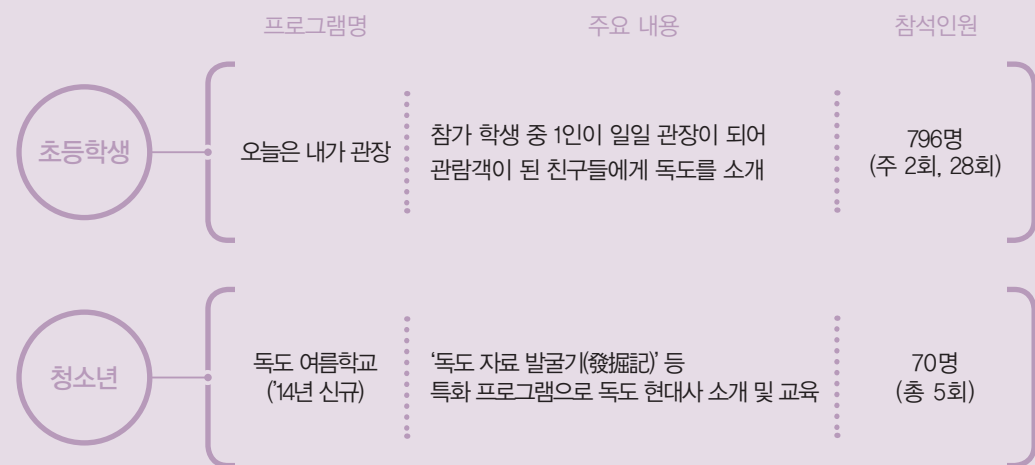 프로그램명 주요 내용 참석인원
초등학생
오늘은 내가 관장
참가 학생 중 1인이 일일 관장이 되어
관람객이 된 친구들에게 독도를 소개
796명
(주 2회, 28회)
청소년
독도 여름학교
('14년 신규)
‘독도 자료 발굴기(發掘記)’ 등
특화 프로그램으로 독도 현대사 소개 및 교육
70명
(총 5회)